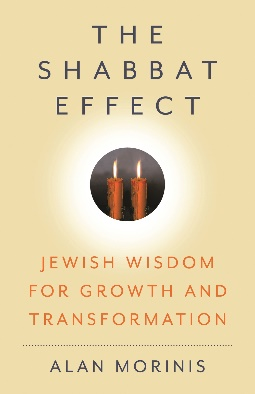 THE
SHABBAT
EFFECT
JEWISH WISDOM
FOR GROWTH AND
TRANSFORMATION
ALAN MORINIS